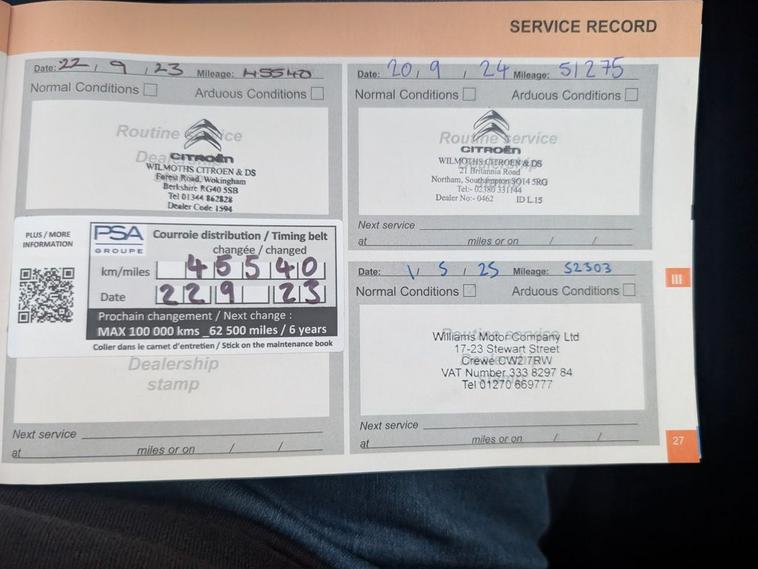 SERVICE RECORD
Date: 22 / 9 / 23 Mileage: 45540
Normal Conditions Arduous Conditions
Routine Service
CITROËN
WILMOTHS CITROEN & DS
Forest Road, Wokingham
Berkshire RG40 5SB
Tel 01344 862828
Dealer Code 1594
PLUS / MORE
INFORMATION
PSA
GROUPE
Courroie distribution / Timing belt
changée / changed
km/miles 45540
Date 22 9 23
Prochain changement / Next change :
MAX 100 000 kms _62 500 miles / 6 years
Coller dans le carnet d'entretien / Stick on the maintenance book
Dealership
stamp
Next service
at miles or on / /
Date: 20 / 9 / 24 Mileage: 51275
Normal Conditions Arduous Conditions
Routine service
CITROËN
WILMOTHS CITROEN & DS
21 Britannia Road
Northam, Southampton SO14 5RG
Tel:- 02380 331144
Dealer No:- 0462 ID L15
Next service
at miles or on / /
Date: 1 / 5 / 25 Mileage: 52303
Normal Conditions Arduous Conditions
Routine service
Williams Motor Company Ltd
17-23 Stewart Street
Crewe CW2 7RW
VAT Number 333 8297 84
Tel 01270 669777
Next service
at miles or on / /
III
27